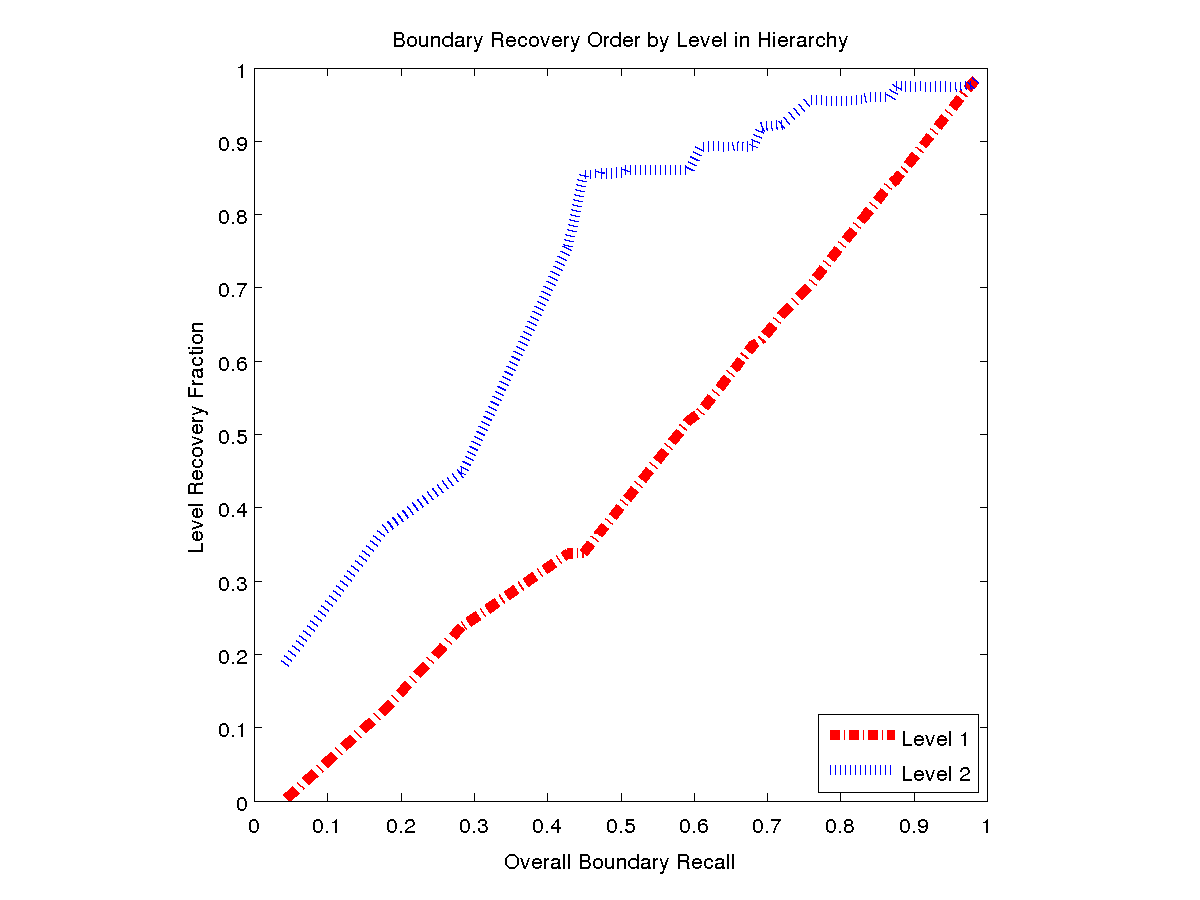 Boundary Recovery Order by Level in Hierarchy
1
0.9
0.8
0.7
0.6
0.5
0.4
0.3
0.2
0.1
0
Level Recovery Fraction
Level 1
Level 2
0 0.1 0.2 0.3 0.4 0.5 0.6 0.7 0.8 0.9 1
Overall Boundary Recall